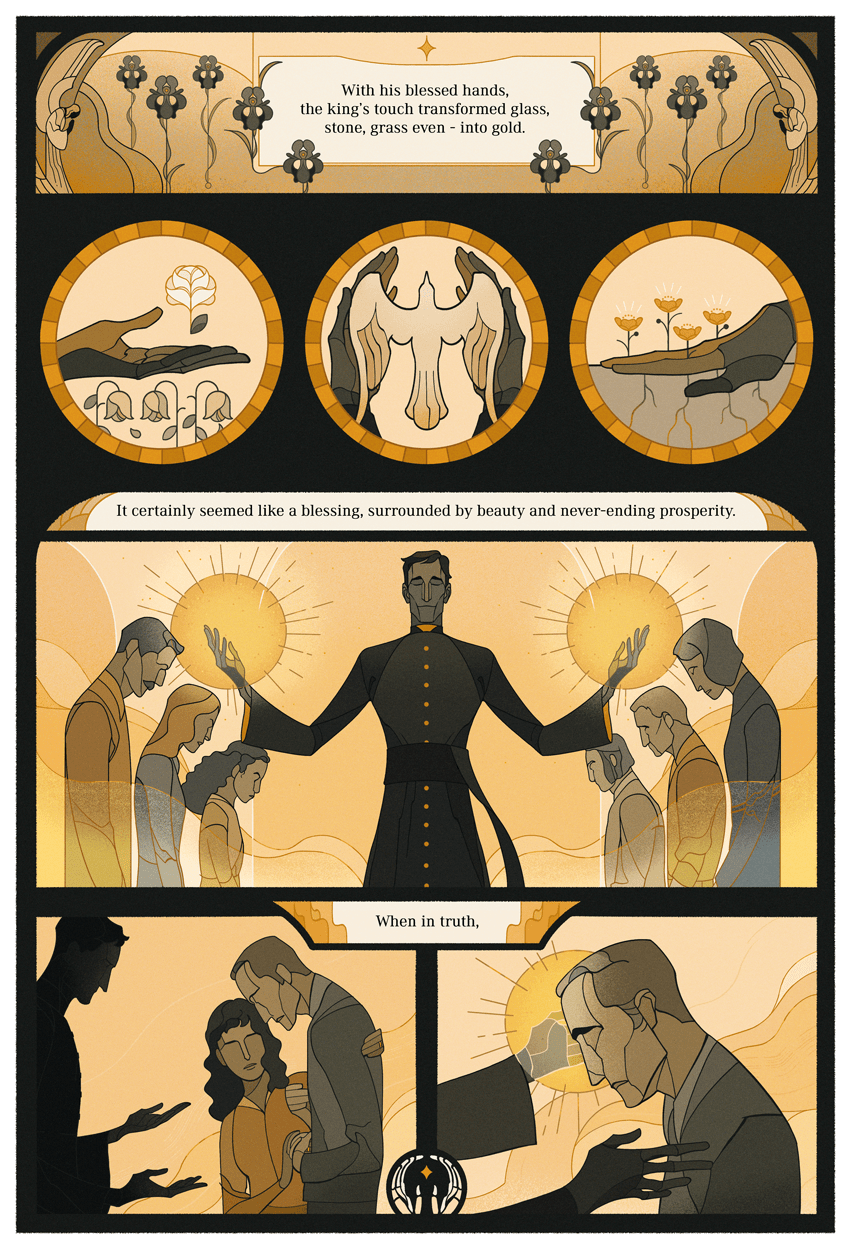 With his blessed hands,
the king's touch transformed glass,
stone, grass even - into gold.
It certainly seemed like a blessing, surrounded by beauty and never-ending prosperity.
When in truth,